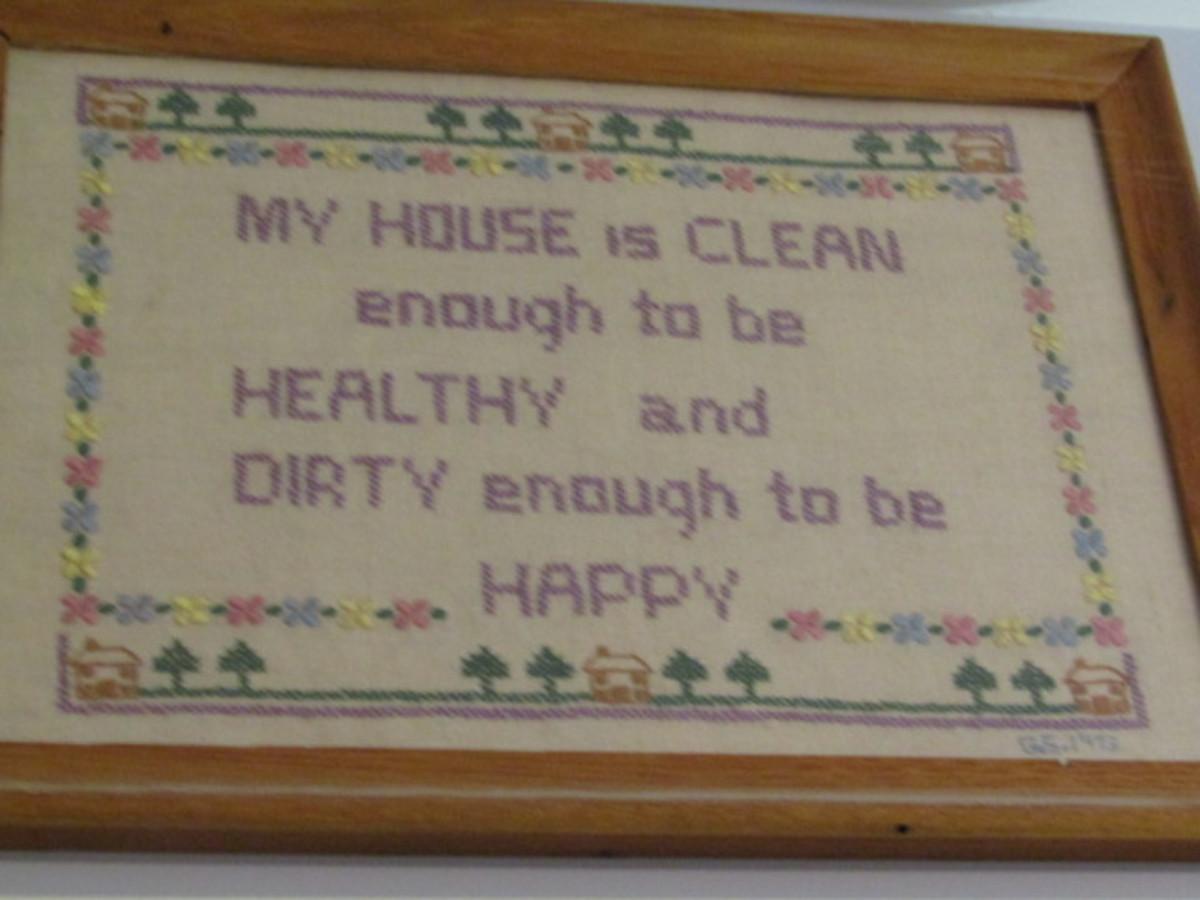 MY HOUSE is CLEAN
enough to be
HEALTHY and
DIRTY enough to be
HAPPY